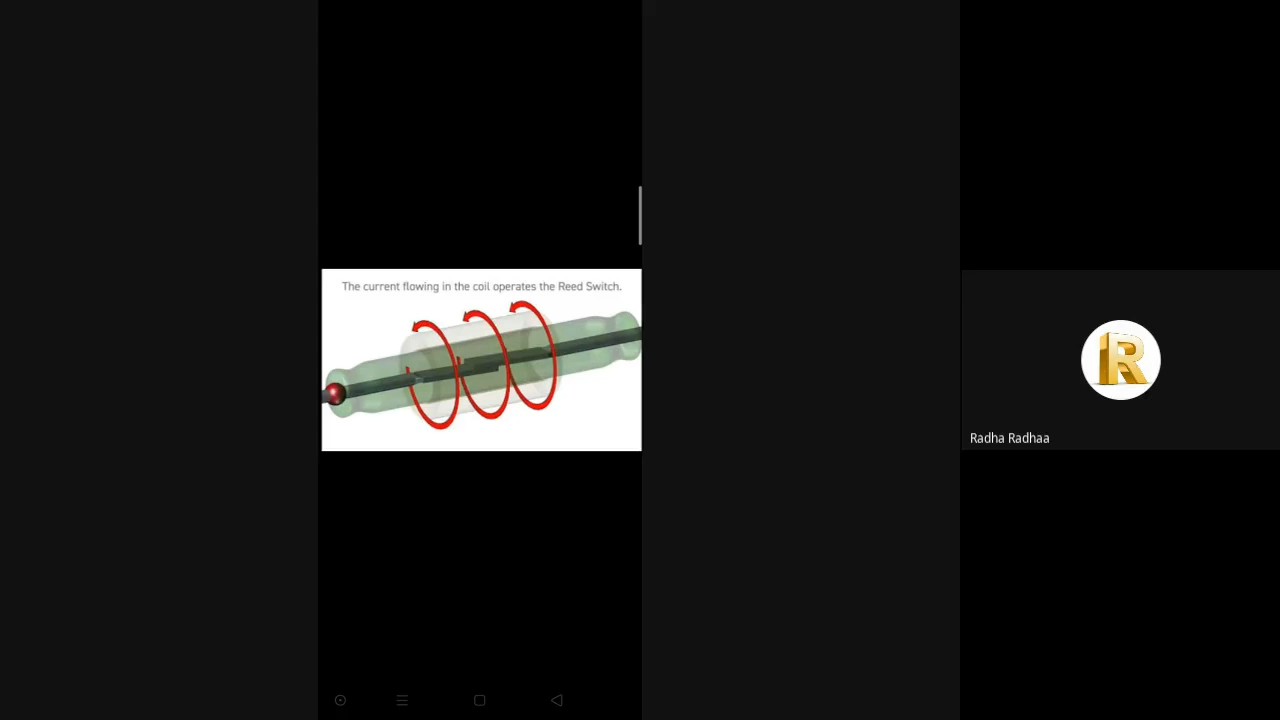 The current flowing in the coil operates the Reed Switch.
R
Radha Radhaa